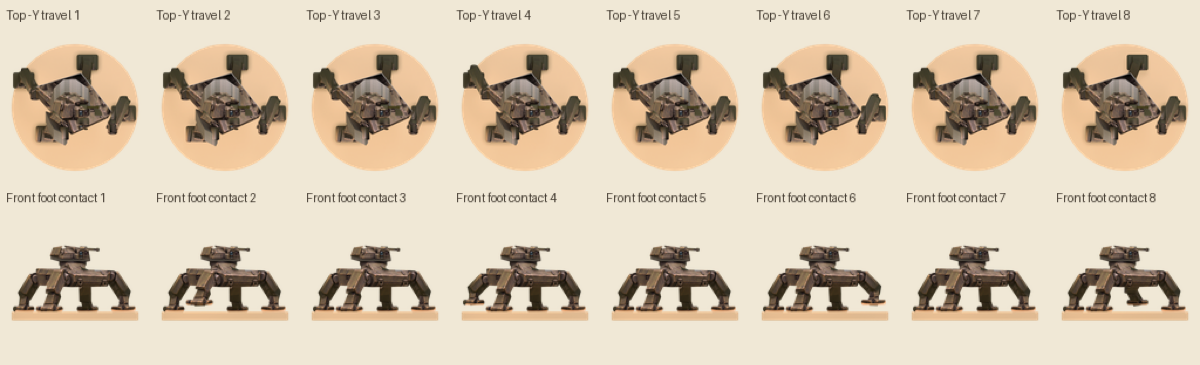 Top-Y travel 1
Top-Y travel 2
Top-Y travel 3
Top-Y travel 4
Top-Y travel 5
Top-Y travel 6
Top-Y travel 7
Top-Y travel 8
Front foot contact 1
Front foot contact 2
Front foot contact 3
Front foot contact 4
Front foot contact 5
Front foot contact 6
Front foot contact 7
Front foot contact 8